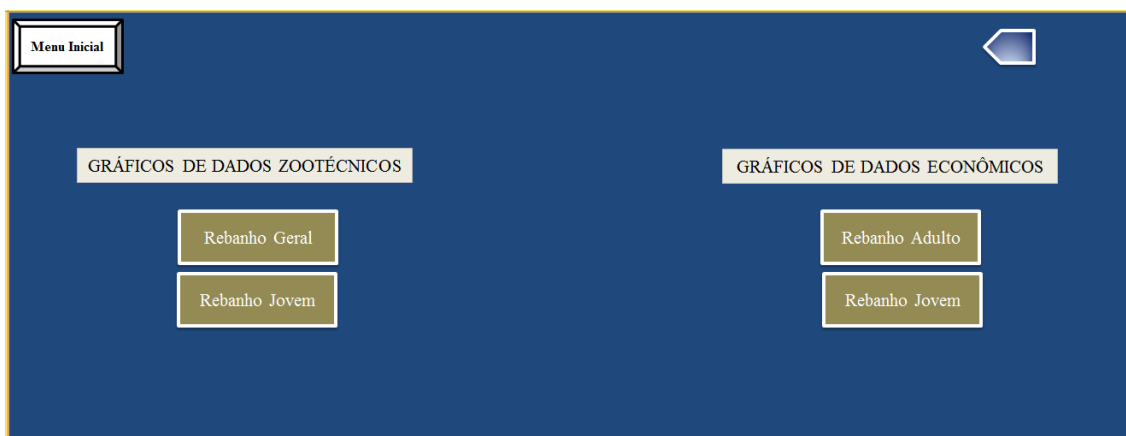 Menu Inicial
GRÁFICOS DE DADOS ZOOTÉCNICOS
Rebanho Geral
Rebanho Jovem
GRÁFICOS DE DADOS ECONÔMICOS
Rebanho Adulto
Rebanho Jovem